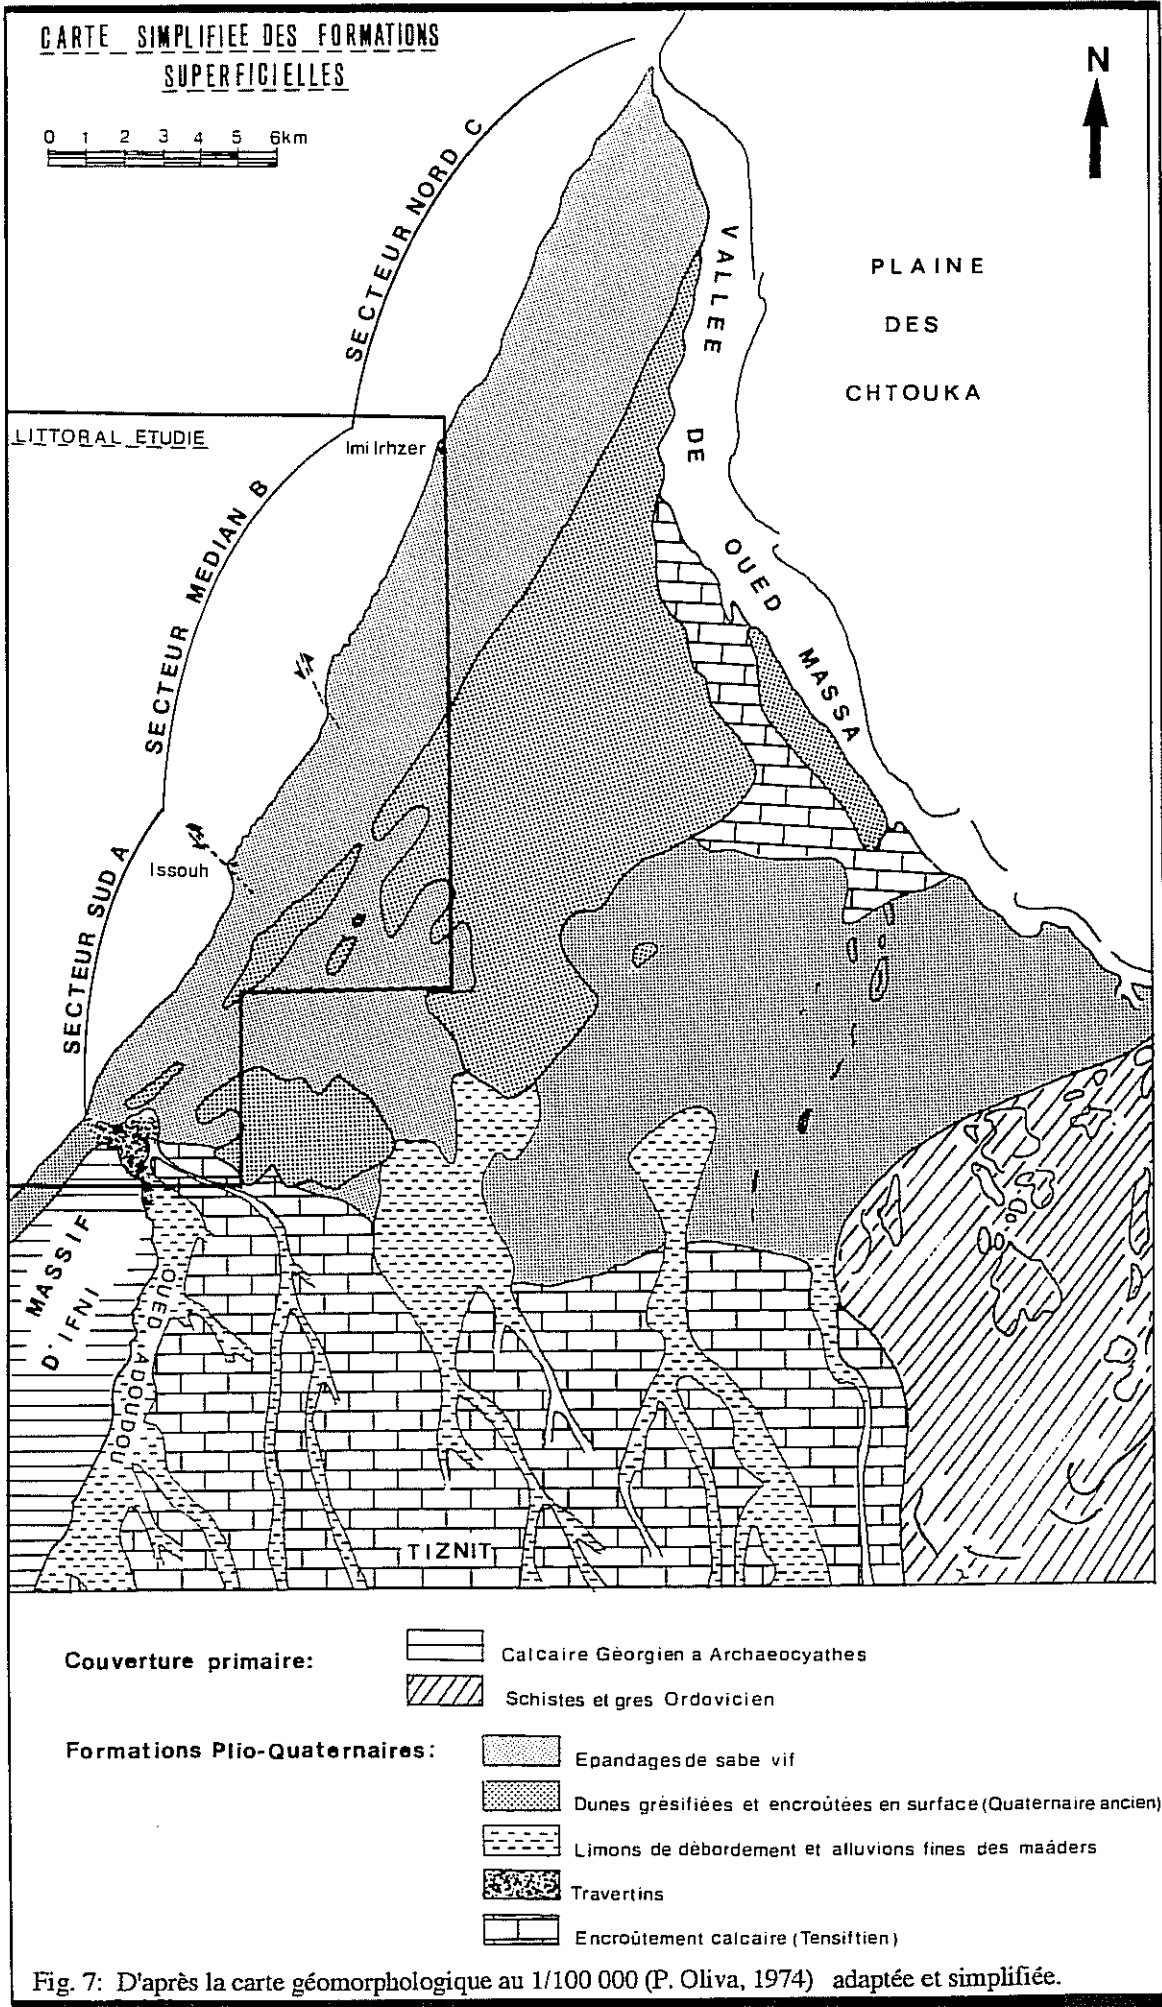 CARTE SIMPLIFIEE DES FORMATIONS
SUPERFICIELLES
0 1 2 3 4 5 6km
N
SECTEUR NORD C
VALLEE DE OUED MASSA
PLAINE
DES
CHTOUKA
LITTORAL ETUDIE
Imi Irhzer
SECTEUR MEDIAN B
Issouh
SECTEUR SUD A
MASSIF
D'IFNI
OUED ADOUDOU
TIZNIT
Couverture primaire:
Calcaire Géorgien a Archaeocyathes
Schistes et gres Ordovicien
Formations Plio-Quaternaires:
Epandages de sabe vif
Dunes grésifiées et encroûtées en surface (Quaternaire ancien)
Limons de débordement et alluvions fines des maâders
Travertins
Encroûtement calcaire (Tensiftien)
Fig. 7: D'après la carte géomorphologique au 1/100 000 (P. Oliva, 1974) adaptée et simplifiée.